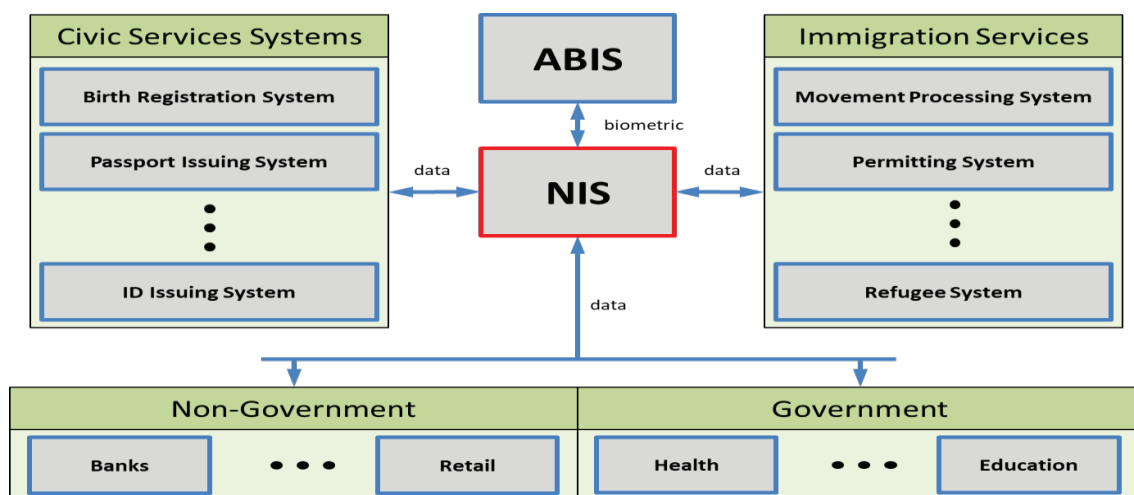 Civic Services Systems
Birth Registration System
Passport Issuing System
ID Issuing System
ABIS
biometric
NIS
data
data
data
Immigration Services
Movement Processing System
Permitting System
Refugee System
Non-Government
Banks
Retail
Government
Health
Education